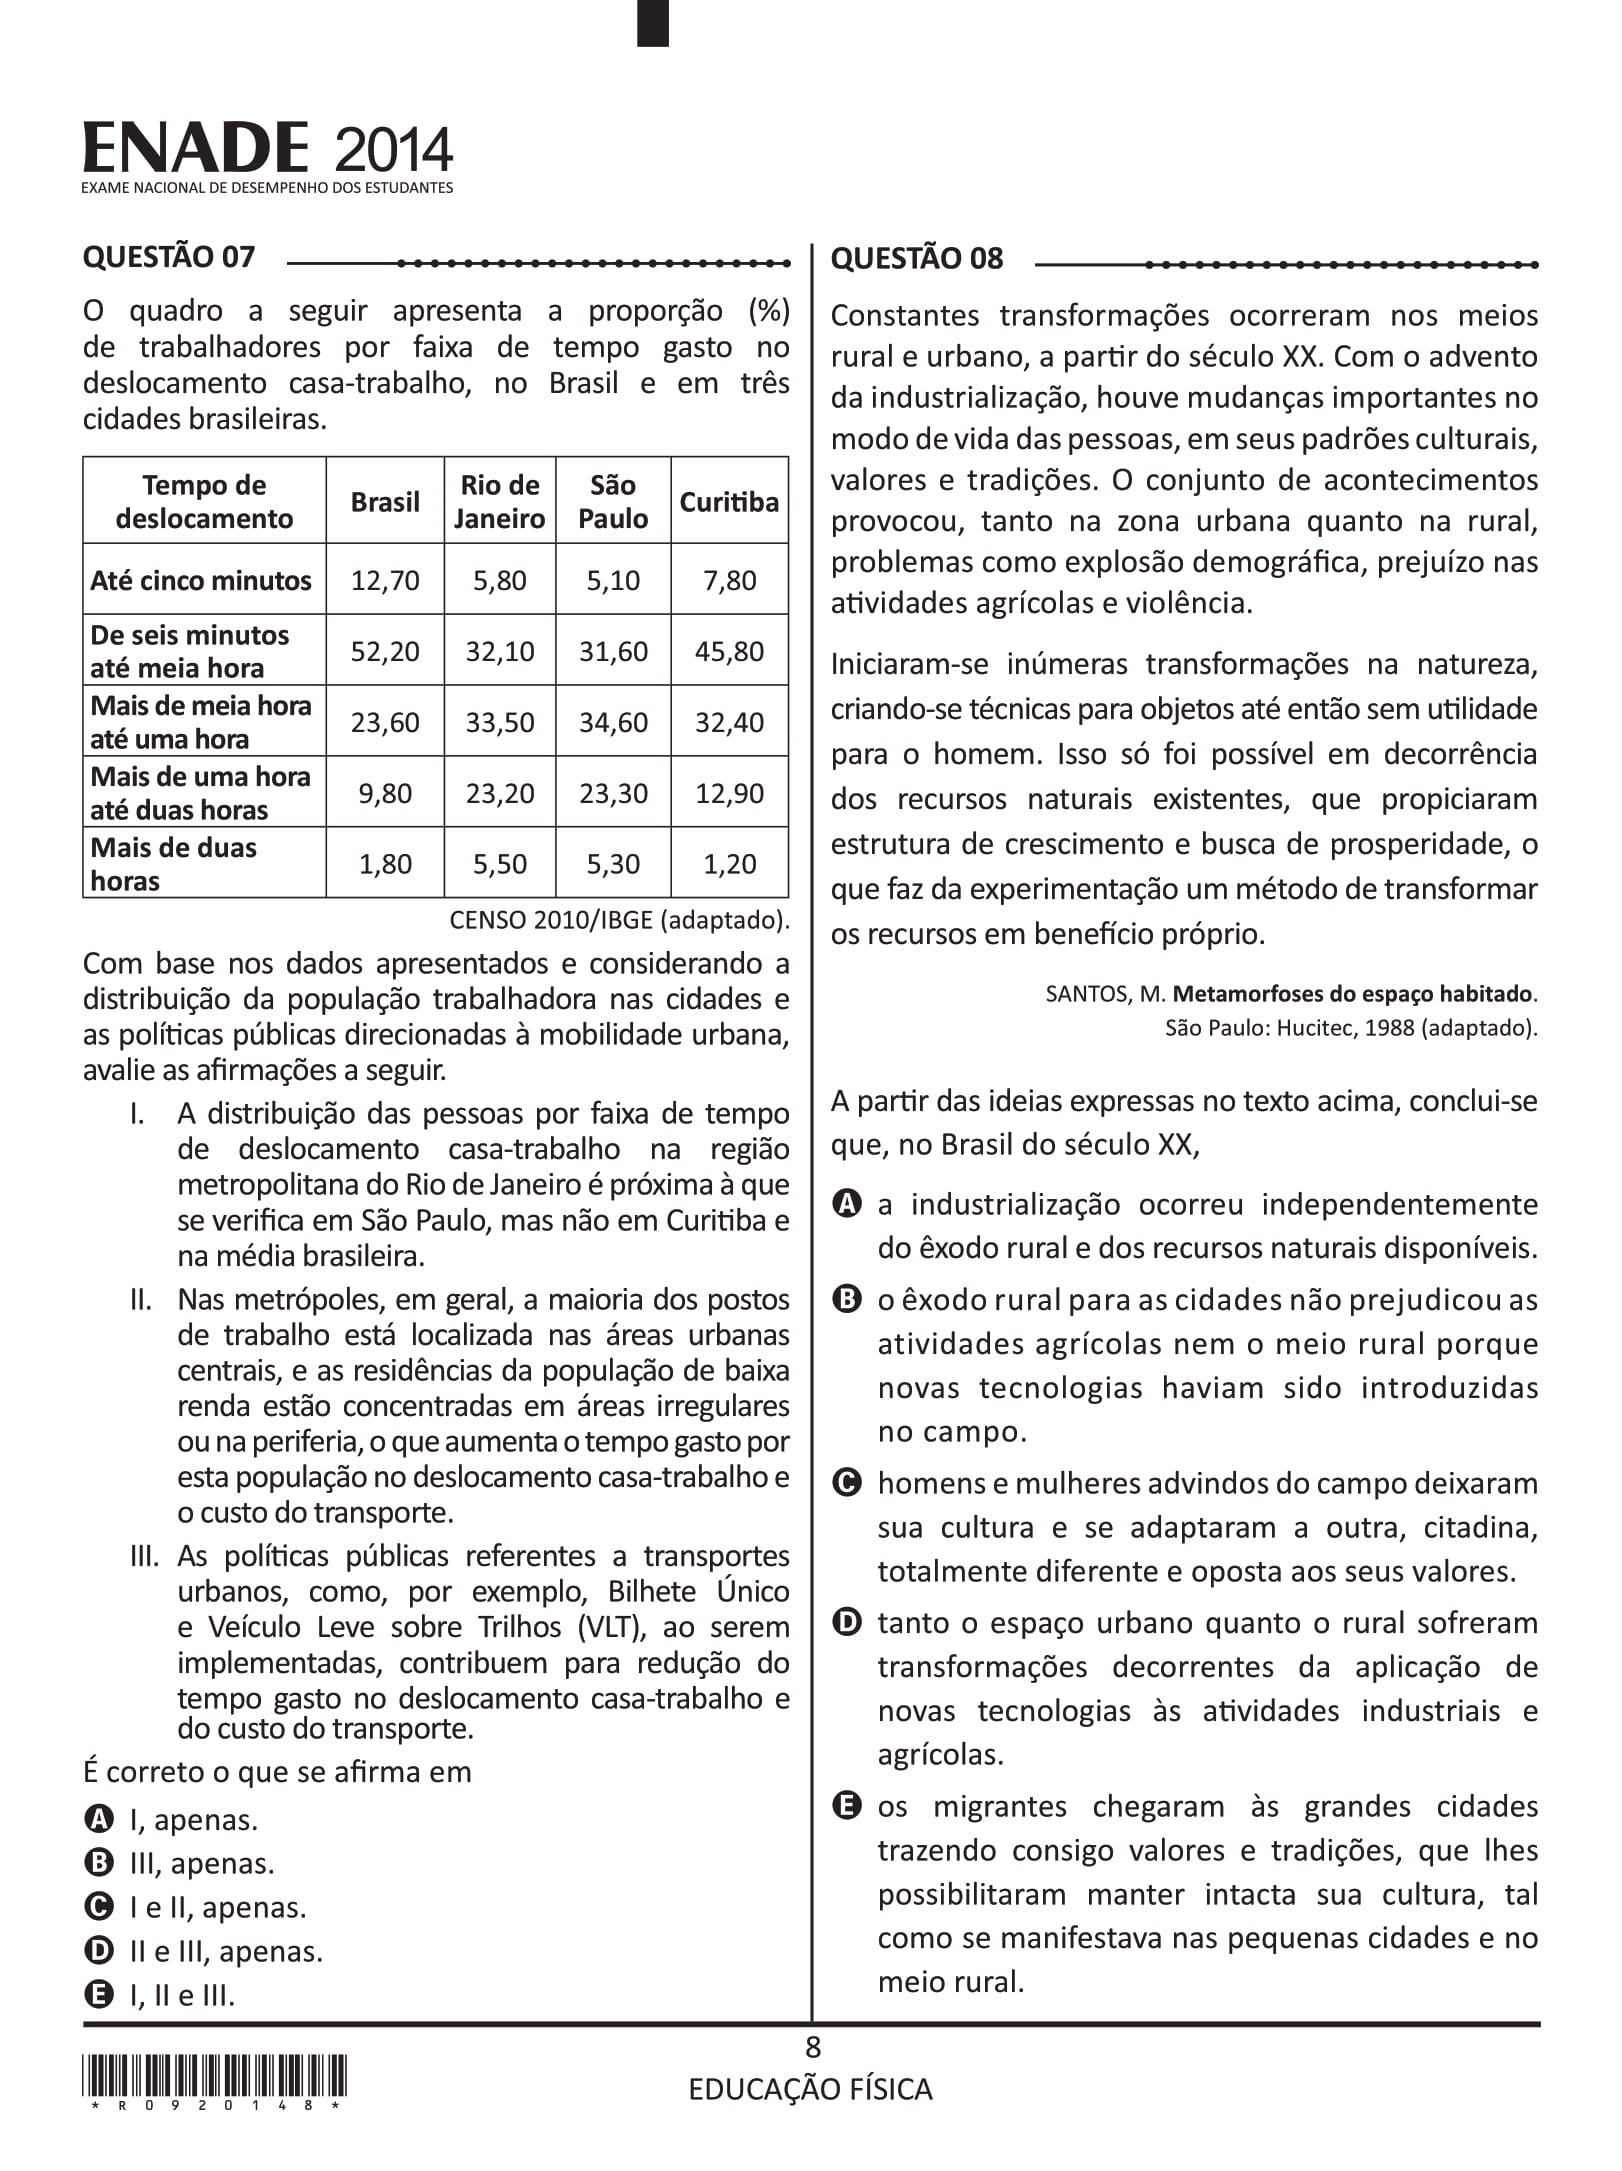 ENADE 2014
EXAME NACIONAL DE DESEMPENHO DOS ESTUDANTES
QUESTÃO 07
O quadro a seguir apresenta a proporção (%)
de trabalhadores por faixa de tempo gasto no
deslocamento casa-trabalho, no Brasil e em três
cidades brasileiras.
Tempo de deslocamento | Brasil | Rio de Janeiro | São Paulo | Curitiba
Até cinco minutos | 12,70 | 5,80 | 5,10 | 7,80
De seis minutos até meia hora | 52,20 | 32,10 | 31,60 | 45,80
Mais de meia hora até uma hora | 23,60 | 33,50 | 34,60 | 32,40
Mais de uma hora até duas horas | 9,80 | 23,20 | 23,30 | 12,90
Mais de duas horas | 1,80 | 5,50 | 5,30 | 1,20
CENSO 2010/IBGE (adaptado).
Com base nos dados apresentados e considerando a
distribuição da população trabalhadora nas cidades e
as políticas públicas direcionadas à mobilidade urbana,
avalie as afirmações a seguir.
I. A distribuição das pessoas por faixa de tempo
de deslocamento casa-trabalho na região
metropolitana do Rio de Janeiro é próxima à que
se verifica em São Paulo, mas não em Curitiba e
na média brasileira.
II. Nas metrópoles, em geral, a maioria dos postos
de trabalho está localizada nas áreas urbanas
centrais, e as residências da população de baixa
renda estão concentradas em áreas irregulares
ou na periferia, o que aumenta o tempo gasto por
esta população no deslocamento casa-trabalho e
o custo do transporte.
III. As políticas públicas referentes a transportes
urbanos, como, por exemplo, Bilhete Único
e Veículo Leve sobre Trilhos (VLT), ao serem
implementadas, contribuem para redução do
tempo gasto no deslocamento casa-trabalho e
do custo do transporte.
É correto o que se afirma em
A I, apenas.
B III, apenas.
C I e II, apenas.
D II e III, apenas.
E I, II e III.
QUESTÃO 08
Constantes transformações ocorreram nos meios
rural e urbano, a partir do século XX. Com o advento
da industrialização, houve mudanças importantes no
modo de vida das pessoas, em seus padrões culturais,
valores e tradições. O conjunto de acontecimentos
provocou, tanto na zona urbana quanto na rural,
problemas como explosão demográfica, prejuízo nas
atividades agrícolas e violência.
Iniciaram-se inúmeras transformações na natureza,
criando-se técnicas para objetos até então sem utilidade
para o homem. Isso só foi possível em decorrência
dos recursos naturais existentes, que propiciaram
estrutura de crescimento e busca de prosperidade, o
que faz da experimentação um método de transformar
os recursos em benefício próprio.
SANTOS, M. Metamorfoses do espaço habitado.
São Paulo: Hucitec, 1988 (adaptado).
A partir das ideias expressas no texto acima, conclui-se
que, no Brasil do século XX,
A a industrialização ocorreu independentemente
do êxodo rural e dos recursos naturais disponíveis.
B o êxodo rural para as cidades não prejudicou as
atividades agrícolas nem o meio rural porque
novas tecnologias haviam sido introduzidas
no campo.
C homens e mulheres advindos do campo deixaram
sua cultura e se adaptaram a outra, citadina,
totalmente diferente e oposta aos seus valores.
D tanto o espaço urbano quanto o rural sofreram
transformações decorrentes da aplicação de
novas tecnologias às atividades industriais e
agrícolas.
E os migrantes chegaram às grandes cidades
trazendo consigo valores e tradições, que lhes
possibilitaram manter intacta sua cultura, tal
como se manifestava nas pequenas cidades e no
meio rural.
8
EDUCAÇÃO FÍSICA
* R 0 9 2 0 1 4 8 *